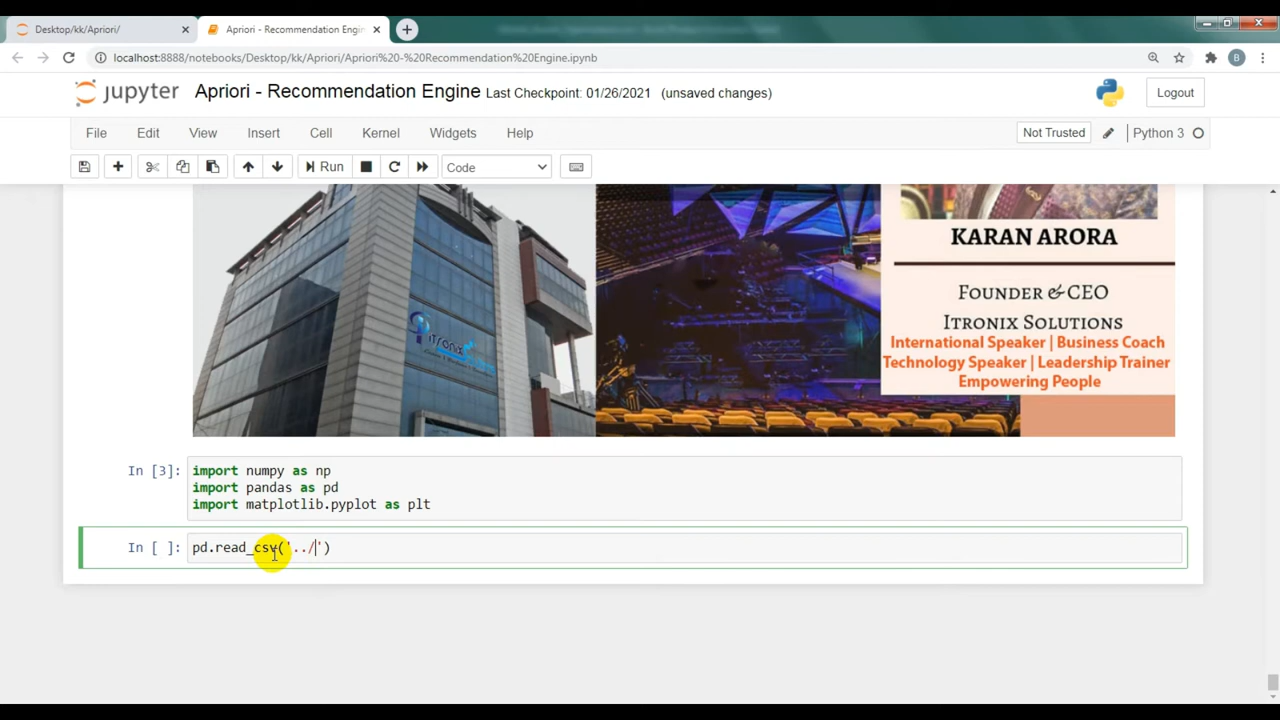 Desktop/kk/Apriori/
Apriori - Recommendation Engin
B
localhost:8888/notebooks/Desktop/kk/Apriori/Apriori%20-%20Recommendation%20Engine.ipynb
jupyter Apriori - Recommendation Engine Last Checkpoint: 01/26/2021 (unsaved changes)
Logout
File Edit View Insert Cell Kernel Widgets Help
Not Trusted
Python 3
Run
Code
itronix
KARAN ARORA
FOUNDER & CEO
ITRONIX SOLUTIONS
International Speaker | Business Coach
Technology Speaker | Leadership Trainer
Empowering People
In [3]: import numpy as np
import pandas as pd
import matplotlib.pyplot as plt
In [ ]: pd.read_csv('../')